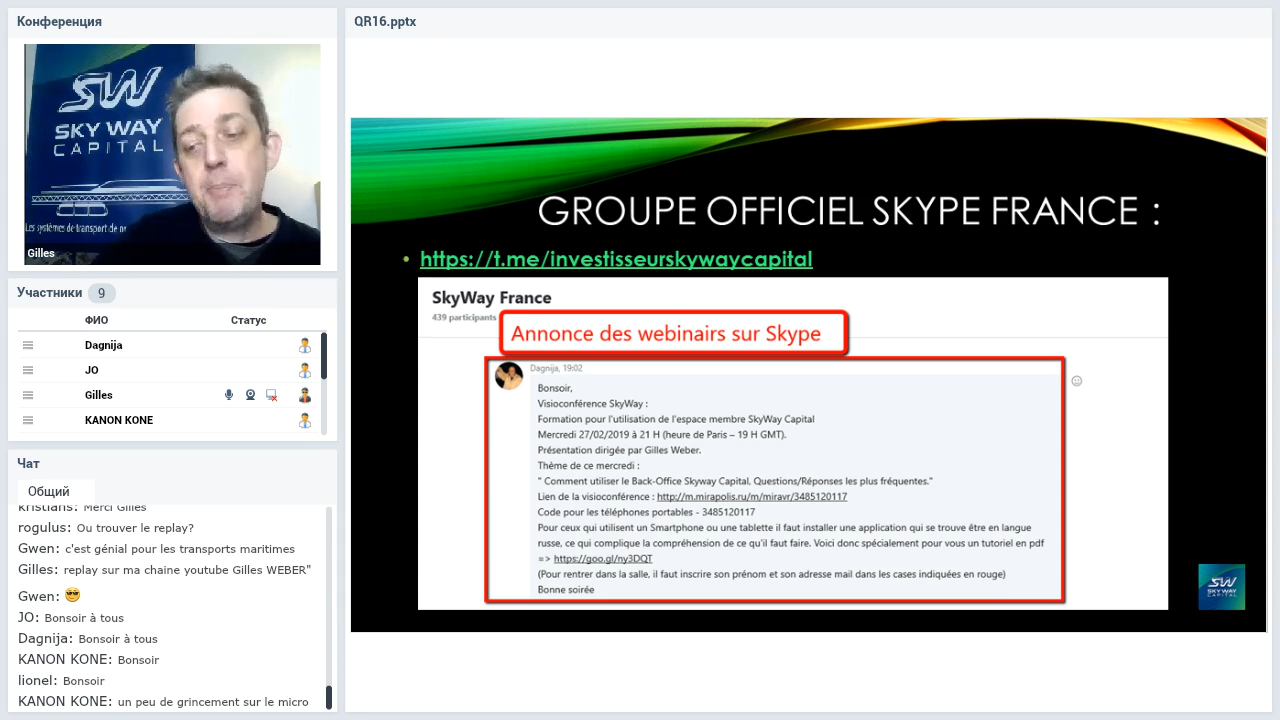 Конференция
SW
SKY WAY
CAPITAL
Les systèmes de transport de
Gilles
Участники 9
ФИО Статус
Dagnija
JO
Gilles
KANON KONE
Чат
Общий
kristians: Merci Gilles
rogulus: Ou trouver le replay?
Gwen: c'est génial pour les transports maritimes
Gilles: replay sur ma chaine youtube Gilles WEBER"
Gwen:
JO: Bonsoir à tous
Dagnija: Bonsoir à tous
KANON KONE: Bonsoir
lionel: Bonsoir
KANON KONE: un peu de grincement sur le micro
QR16.pptx
GROUPE OFFICIEL SKYPE FRANCE :
• https://t.me/investisseurskywaycapital
SkyWay France
439 participants
Annonce des webinairs sur Skype
Dagnija, 19:02
Bonsoir,
Visioconférence SkyWay :
Formation pour l'utilisation de l'espace membre SkyWay Capital
Mercredi 27/02/2019 à 21 H (heure de Paris – 19 H GMT).
Présentation dirigée par Gilles Weber.
Thème de ce mercredi :
" Comment utiliser le Back-Office Skyway Capital, Questions/Réponses les plus fréquentes."
Lien de la visioconférence : http://m.mirapolis.ru/m/miravr/3485120117
Code pour les téléphones portables - 3485120117
Pour ceux qui utilisent un Smartphone ou une tablette il faut installer une application qui se trouve être en langue
russe, ce qui complique la compréhension de ce qu'il faut faire. Voici donc spécialement pour vous un tutoriel en pdf
=> https://goo.gl/ny3DQT
(Pour rentrer dans la salle, il faut inscrire son prénom et son adresse mail dans les cases indiquées en rouge)
Bonne soirée
SW
SKY WAY
CAPITAL